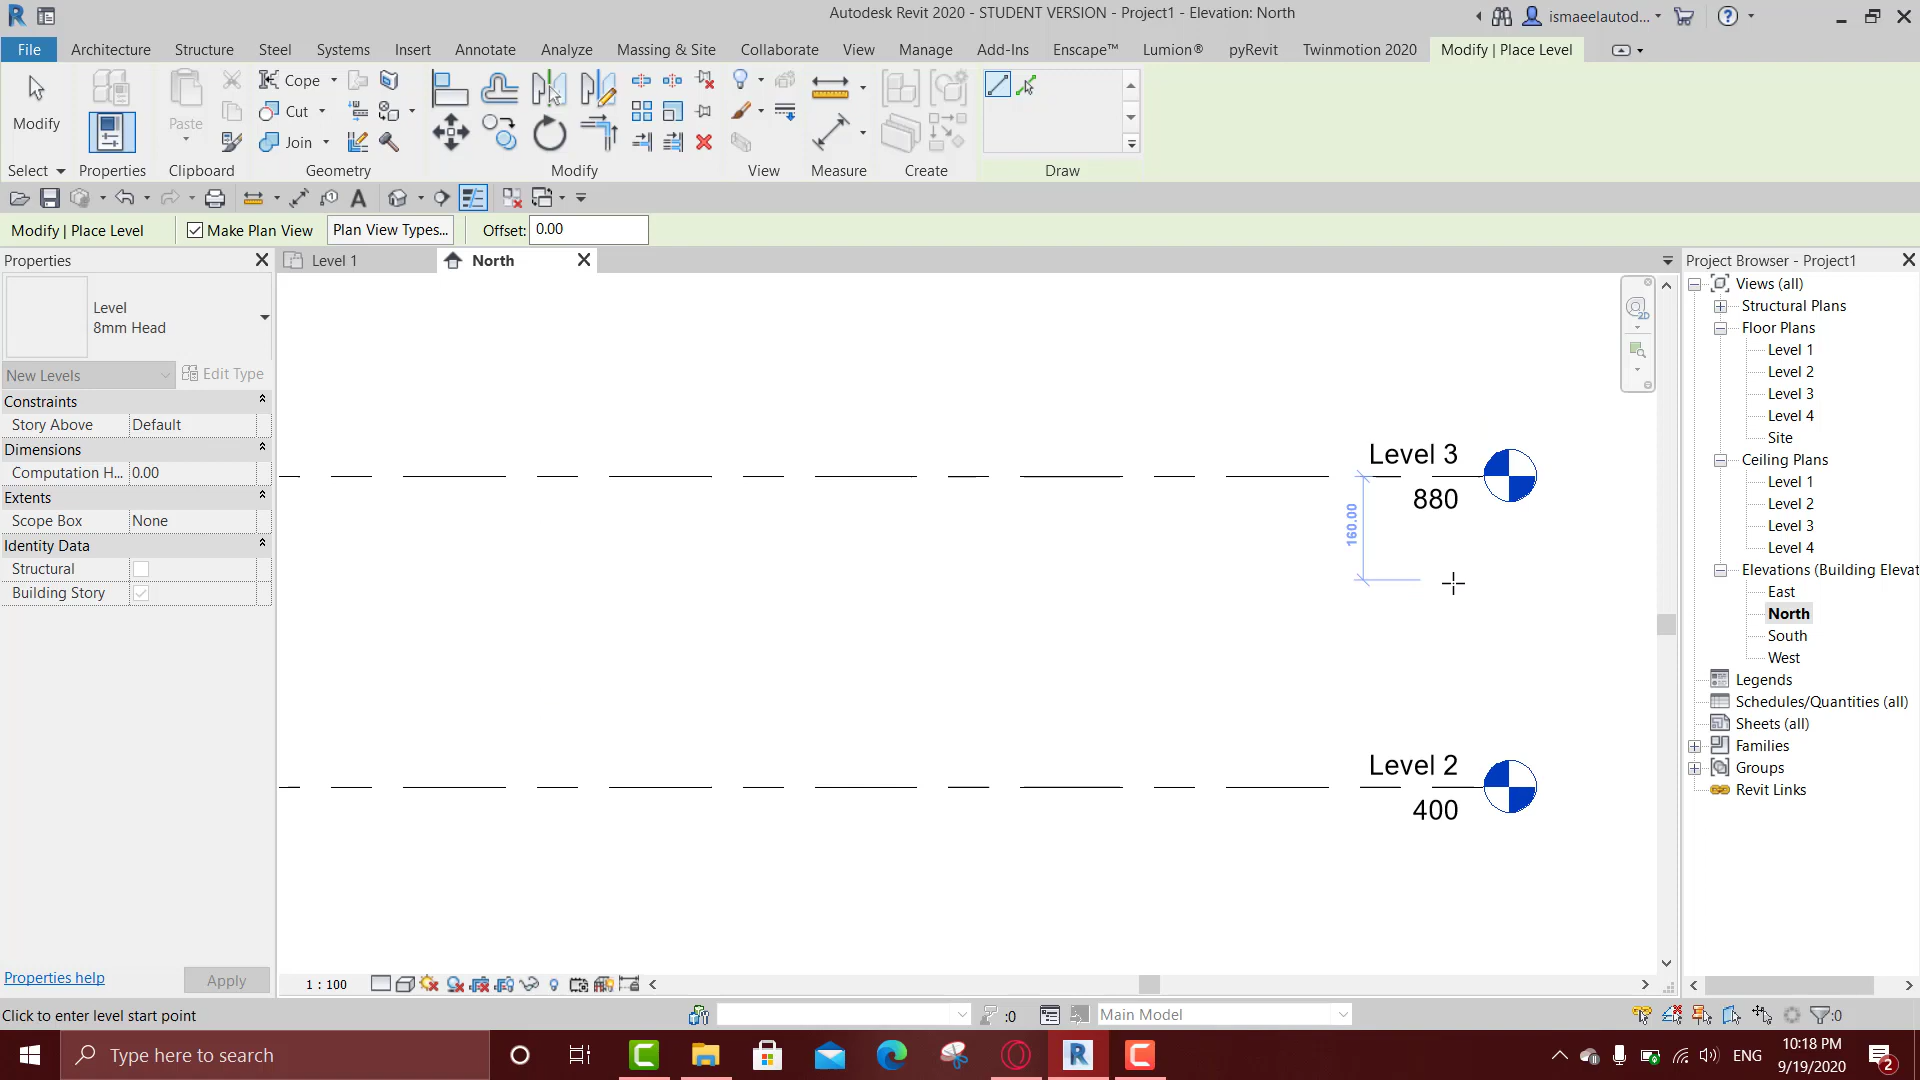 Autodesk Revit 2020 - STUDENT VERSION - Project1 - Elevation: North
ismaeelautod...
File Architecture Structure Steel Systems Insert Annotate Analyze Massing & Site Collaborate View Manage Add-Ins Enscape™ Lumion® pyRevit Twinmotion 2020 Modify | Place Level
Modify
Paste
Cope
Cut
Join
Select Properties Clipboard Geometry Modify View Measure Create Draw
Modify | Place Level Make Plan View Plan View Types... Offset: 0.00
Properties
Level 1
North
Project Browser - Project1
Level
8mm Head
New Levels Edit Type
Constraints
Story Above Default
Dimensions
Computation H... 0.00
Extents
Scope Box None
Identity Data
Structural
Building Story
Properties help
Apply
2D
Level 3
880
160.00
Level 2
400
Views (all)
Structural Plans
Floor Plans
Level 1
Level 2
Level 3
Level 4
Site
Ceiling Plans
Level 1
Level 2
Level 3
Level 4
Elevations (Building Elevat
East
North
South
West
Legends
Schedules/Quantities (all)
Sheets (all)
Families
Groups
Revit Links
1 : 100
Click to enter level start point
:0
Main Model
:0
Type here to search
ENG
10:18 PM
9/19/2020
2